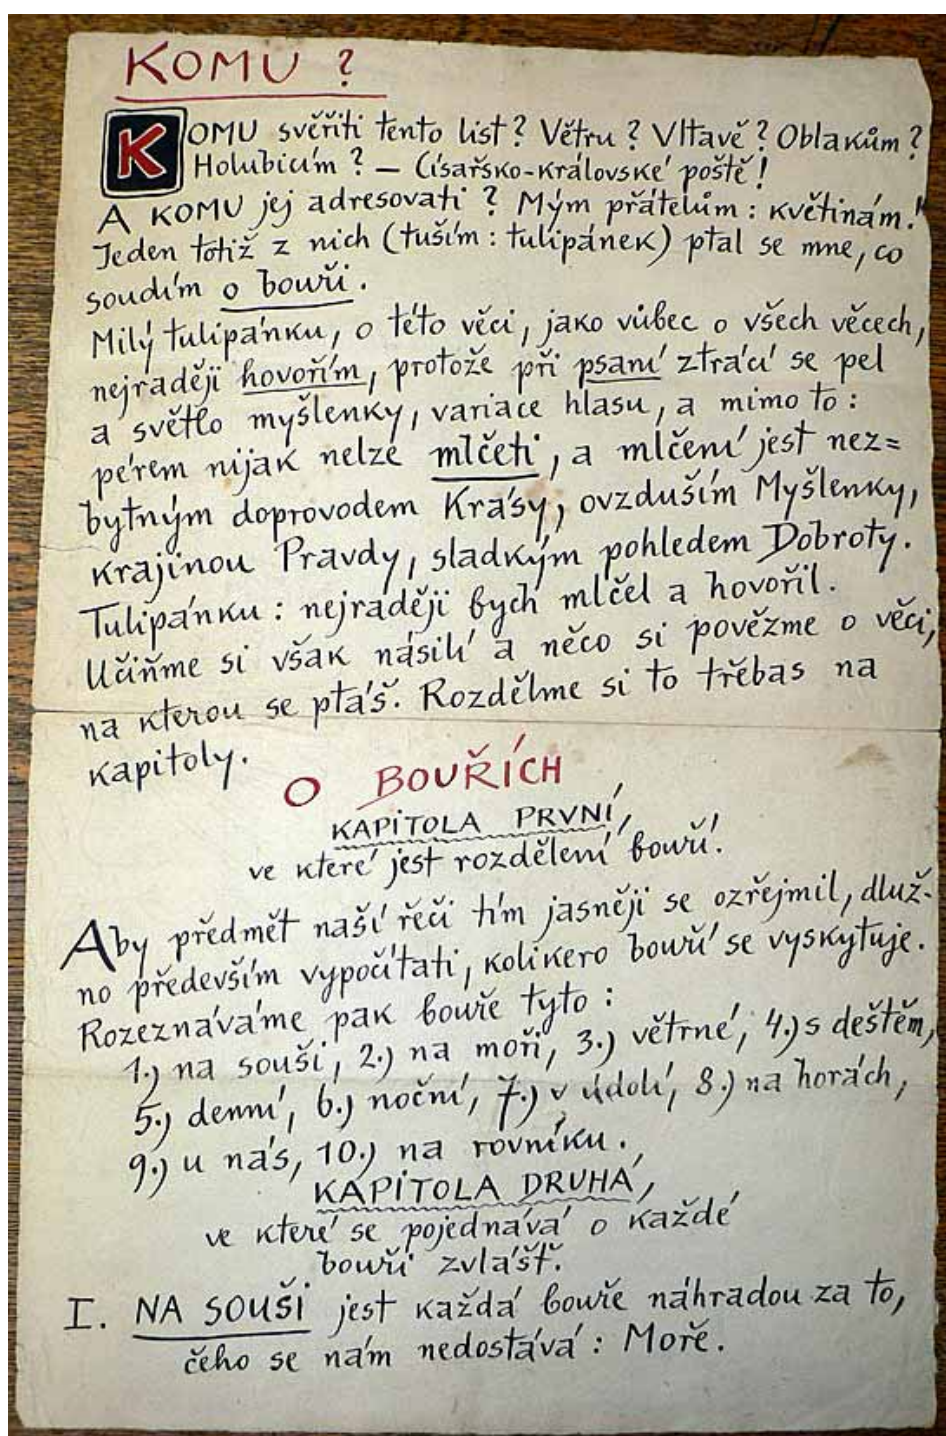 KOMU ?
KOMU svěřiti tento list? Větru? Vltavě? Oblakům?
Holubicím? — Císařsko-královské poště!
A KOMU jej adresovati? Mým přátelům: květinám!
Jeden totiž z nich (tuším: tulipánek) ptal se mne, co
soudím o bouři.
Milý tulipánku, o této věci, jako vůbec o všech věcech,
nejraději hovořím, protože při psaní ztrácí se pel
a světlo myšlenky, variace hlasu, a mimo to:
pérem nijak nelze mlčeti, a mlčení jest nez=
bytným doprovodem Krásy, ovzduším Myšlenky,
krajinou Pravdy, sladkým pohledem Dobroty.
Tulipánku: nejraději bych mlčel a hovořil.
Učiňme si však násilí a něco si povězme o věci,
na kterou se ptáš. Rozdělme si to třebas na
kapitoly.
O BOUŘÍCH
KAPITOLA PRVNÍ,
ve které jest rozdělení bouří.
Aby předmět naší řeči tím jasněji se ozřejmil, dluž-
no především vypočítati, kolikero bouří se vyskytuje.
Rozeznáváme pak bouře tyto:
1.) na souši, 2.) na moři, 3.) větrné, 4.) s deštěm,
5.) denní, 6.) noční, 7.) v údolí, 8.) na horách,
9.) u nás, 10.) na rovníku.
KAPITOLA DRUHÁ,
ve které se pojednává o každé
bouři zvlášť.
I. NA SOUŠI jest každá bouře náhradou za to,
čeho se nám nedostává: Moře.